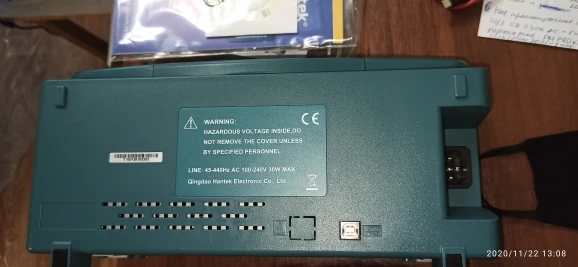 tek
WARNING:
HAZARDOUS VOLTAGE INSIDE,DO
NOT REMOVE THE COVER UNLESS
BY SPECIFIED PERSONNEL
CE
LINE: 45-440Hz AC 100-240V 30W MAX
Qingdao Hantek Electronic Co., Ltd.
2020/11/22 13:08